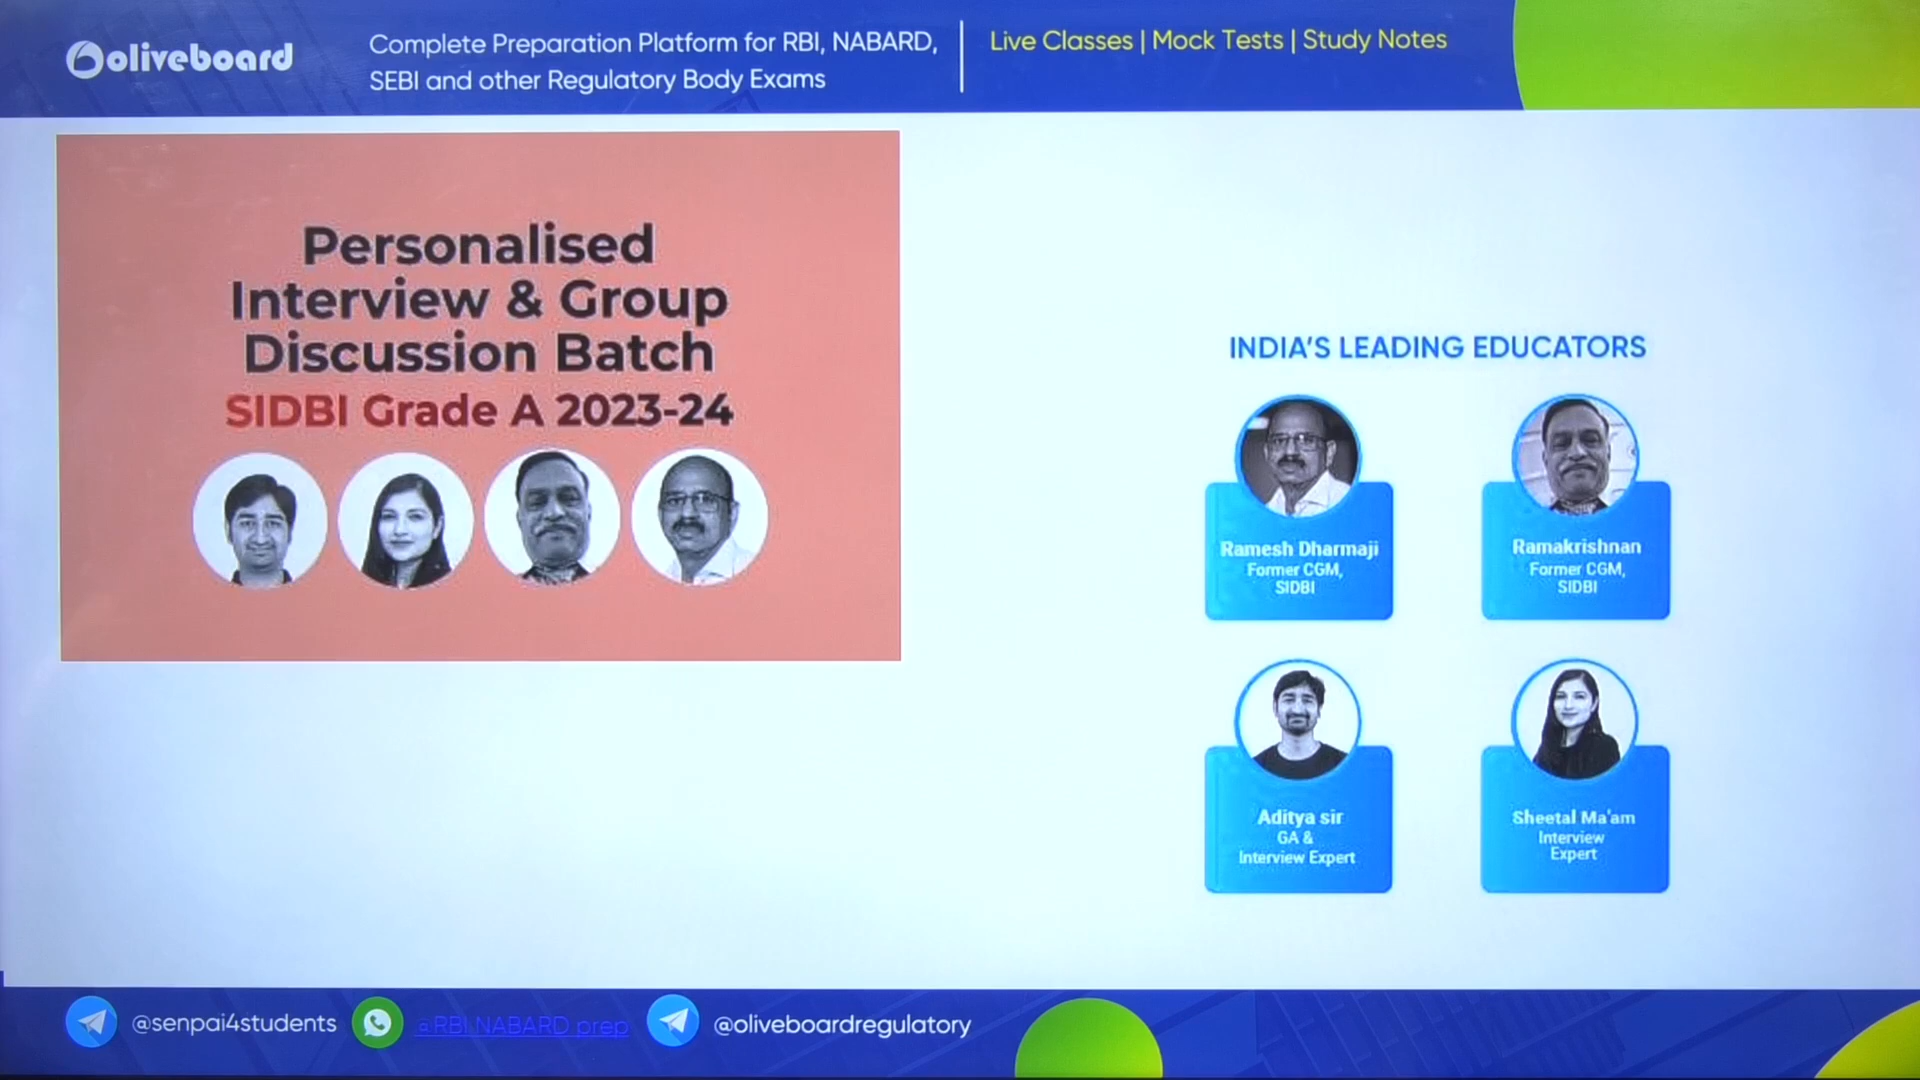 oliveboard
Complete Preparation Platform for RBI, NABARD,
SEBI and other Regulatory Body Exams
Live Classes | Mock Tests | Study Notes
Personalised
Interview & Group
Discussion Batch
SIDBI Grade A 2023-24
INDIA'S LEADING EDUCATORS
Ramesh Dharmaji
Former CGM,
SIDBI
Ramakrishnan
Former CGM,
SIDBI
Aditya sir
GA &
Interview Expert
Sheetal Ma'am
Interview
Expert
@senpai4students
@RBI.NABARD prep
@oliveboardregulatory